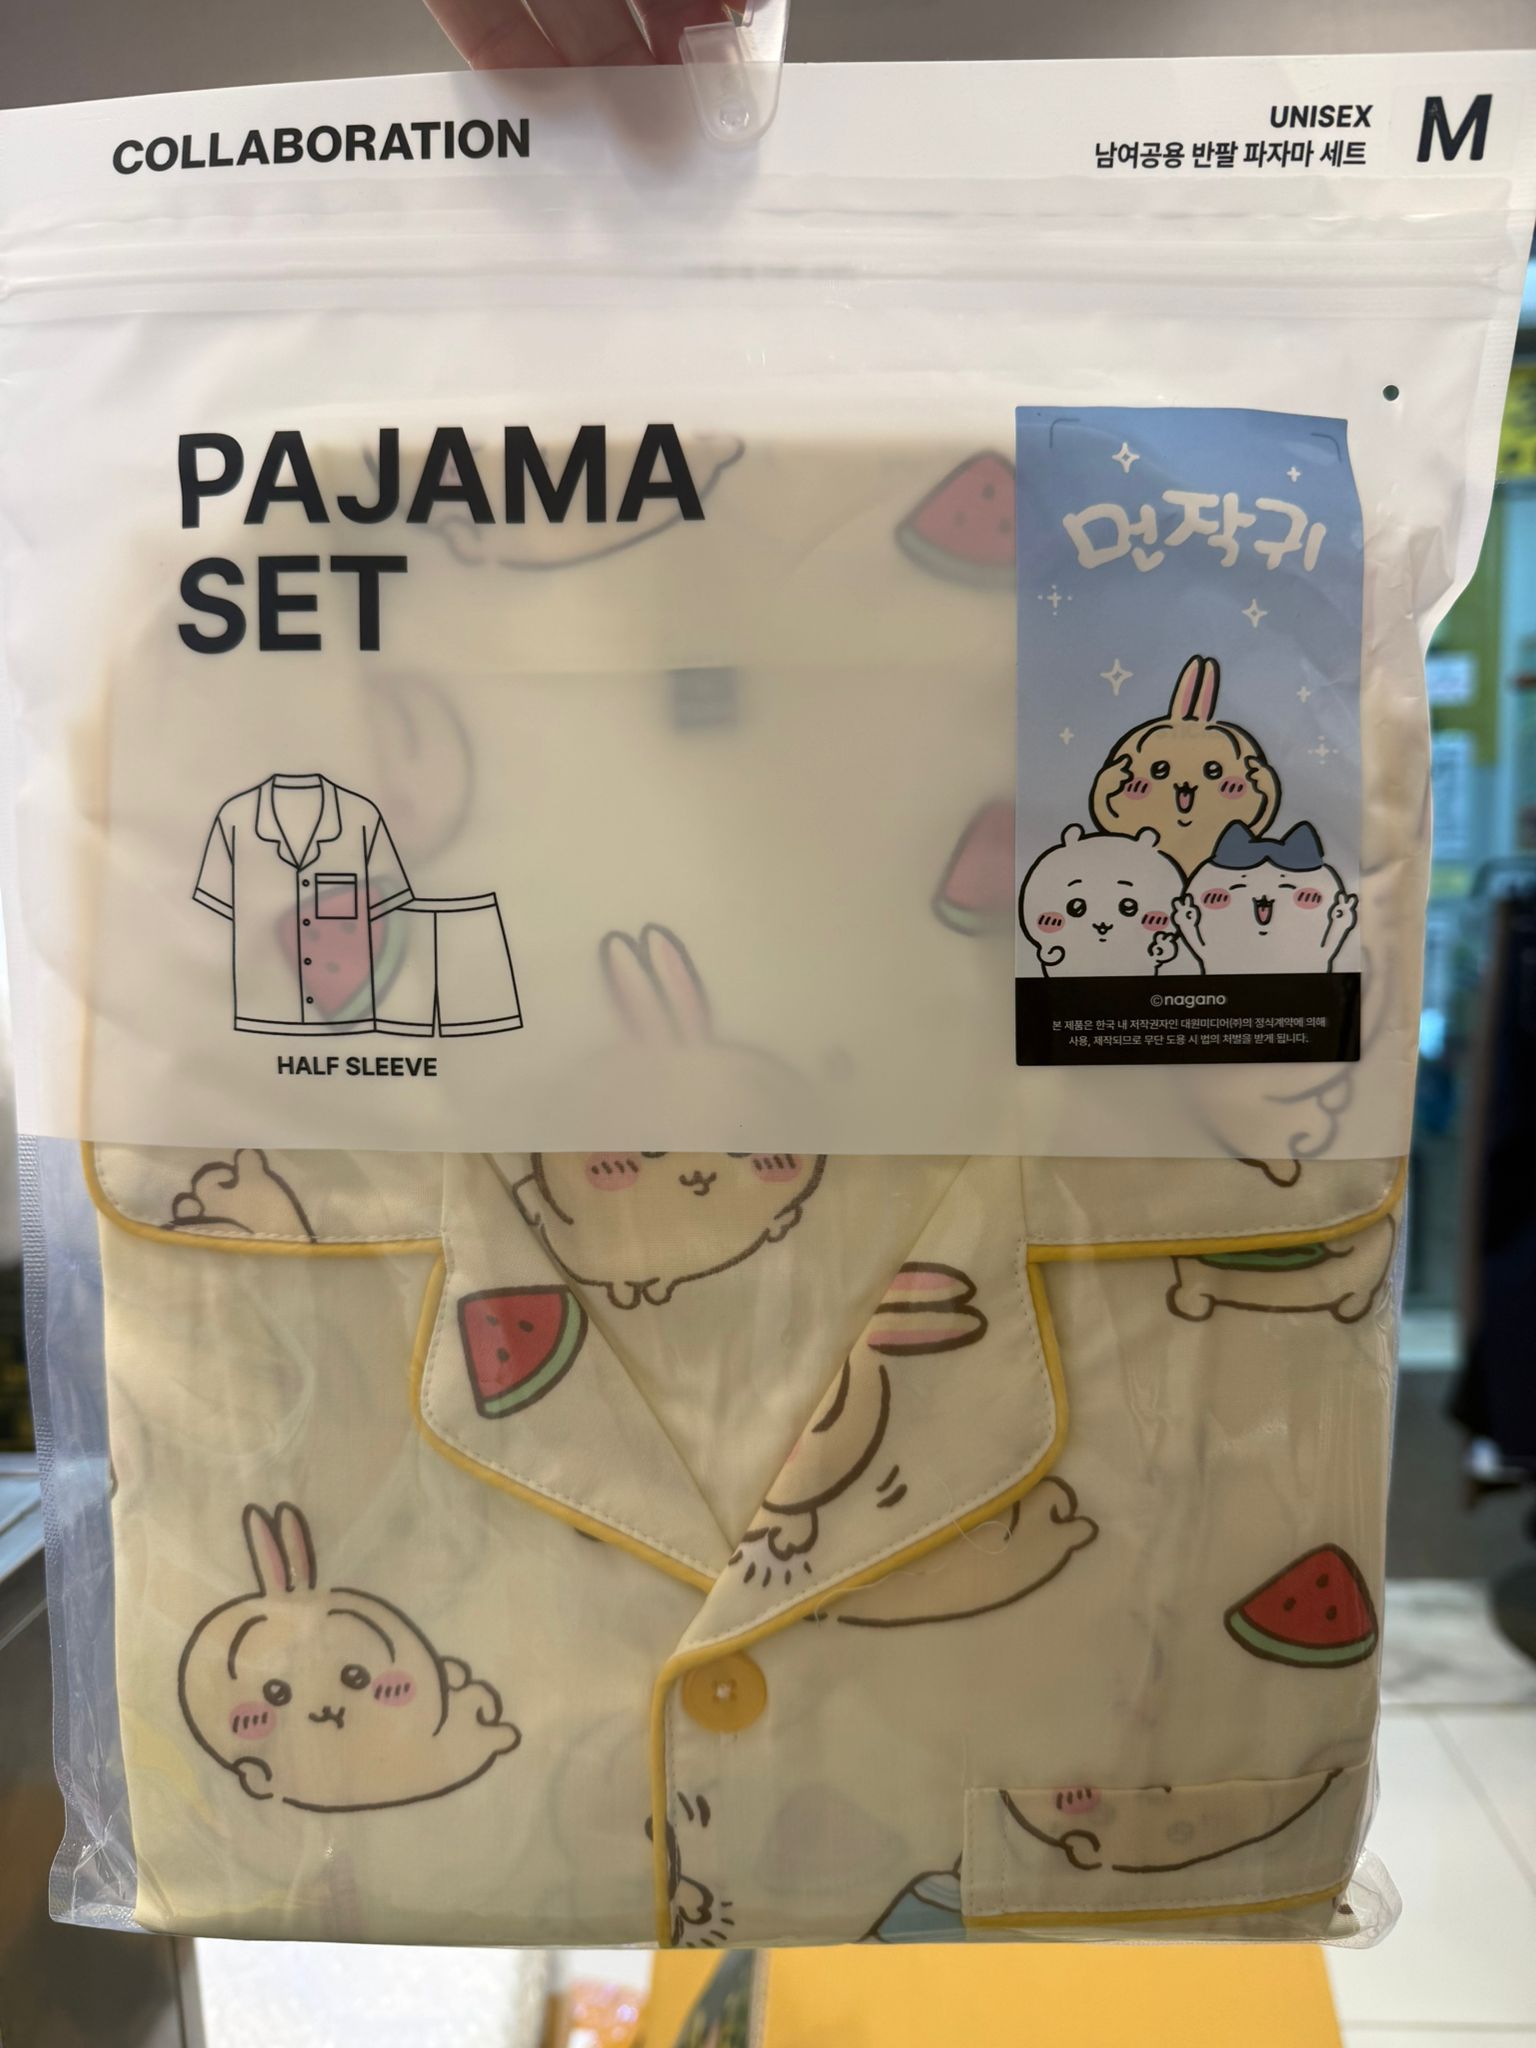 COLLABORATION
UNISEX
남여공용 반팔 파자마 세트
M
PAJAMA
SET
HALF SLEEVE
먼작귀
©nagano
본 제품은 한국 내 저작권자인 대원미디어(주)의 정식계약에 의해
사용, 제작되므로 무단 도용 시 법의 처벌을 받게 됩니다.